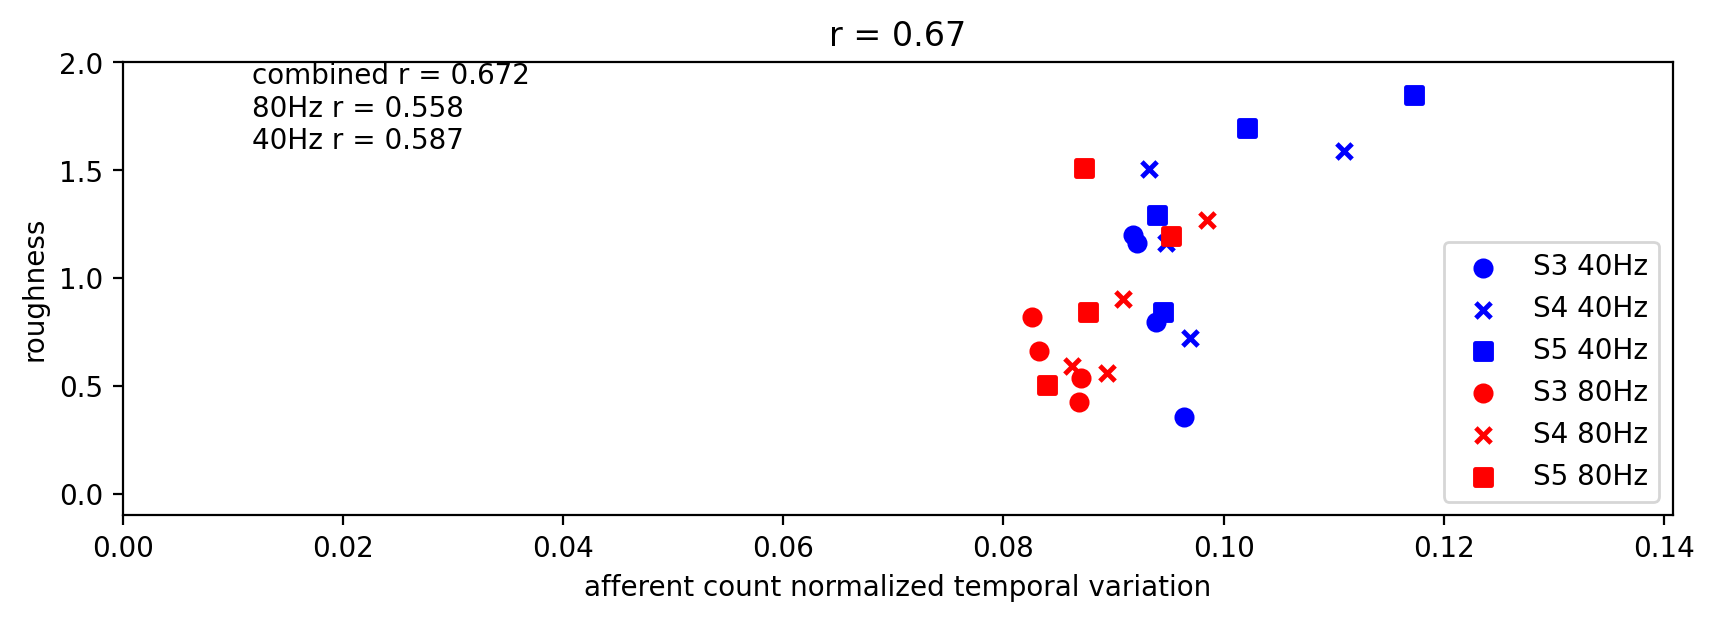 r = 0.67
combined r = 0.672
80Hz r = 0.558
40Hz r = 0.587
roughness
2.0
1.5
1.0
0.5
0.0
S3 40Hz
S4 40Hz
S5 40Hz
S3 80Hz
S4 80Hz
S5 80Hz
0.00 0.02 0.04 0.06 0.08 0.10 0.12 0.14
afferent count normalized temporal variation